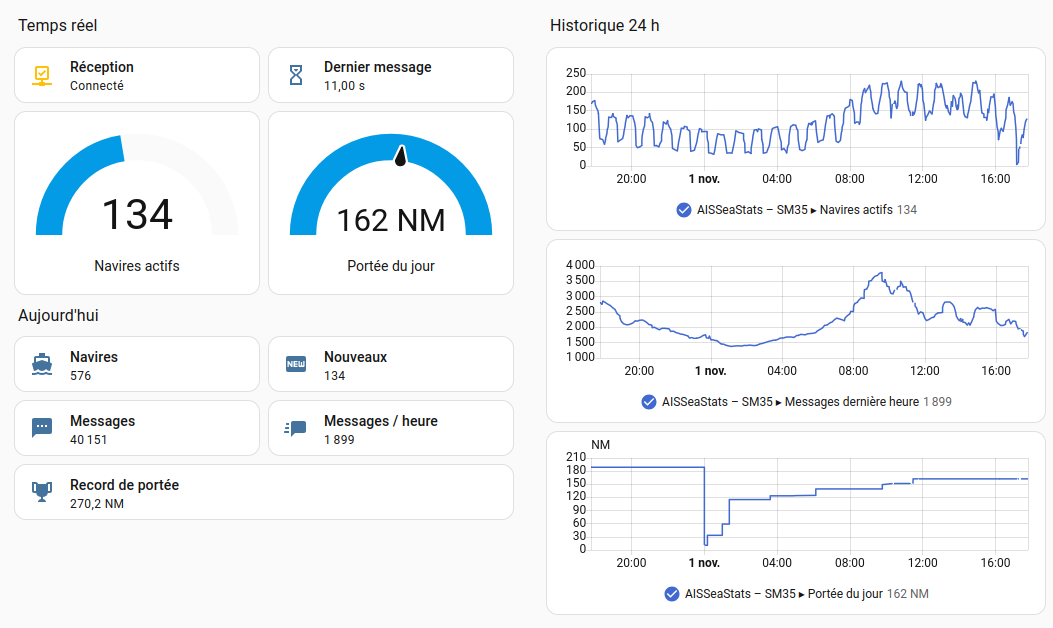 Temps réel
Réception
Connecté
Dernier message
11,00 s
134
Navires actifs
162 NM
Portée du jour
Aujourd'hui
Navires
576
NEW
Nouveaux
134
Messages
40 151
Messages / heure
1 899
Record de portée
270,2 NM
Historique 24 h
250
200
150
100
50
0
20:00 1 nov. 04:00 08:00 12:00 16:00
AISSeaStats – SM35 ▸ Navires actifs 134
4 000
3 500
3 000
2 500
2 000
1 500
1 000
20:00 1 nov. 04:00 08:00 12:00 16:00
AISSeaStats – SM35 ▸ Messages dernière heure 1 899
NM
210
180
150
120
90
60
30
0
20:00 1 nov. 04:00 08:00 12:00 16:00
AISSeaStats – SM35 ▸ Portée du jour 162 NM